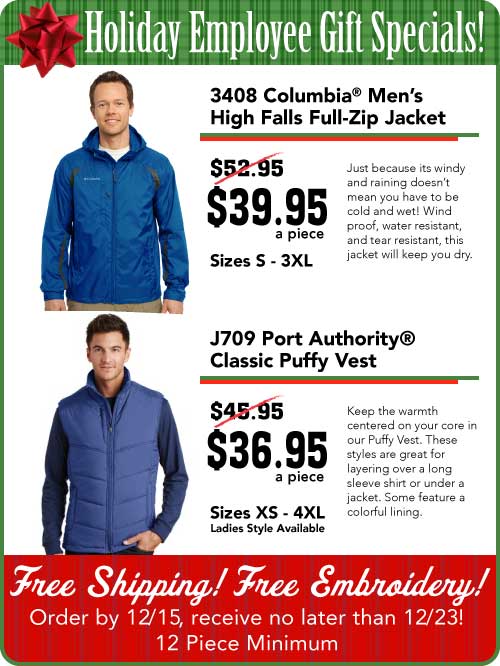 Holiday Employee Gift Specials!
3408 Columbia® Men's
High Falls Full-Zip Jacket
$52.95
$39.95
a piece
Sizes S - 3XL
Just because its windy
and raining doesn't
mean you have to be
cold and wet! Wind
proof, water resistant,
and tear resistant, this
jacket will keep you dry.
Columbia
J709 Port Authority®
Classic Puffy Vest
$45.95
$36.95
a piece
Sizes XS - 4XL
Ladies Style Available
Keep the warmth
centered on your core in
our Puffy Vest. These
styles are great for
layering over a long
sleeve shirt or under a
jacket. Some feature a
colorful lining.
Free Shipping! Free Embroidery!
Order by 12/15, receive no later than 12/23!
12 Piece Minimum